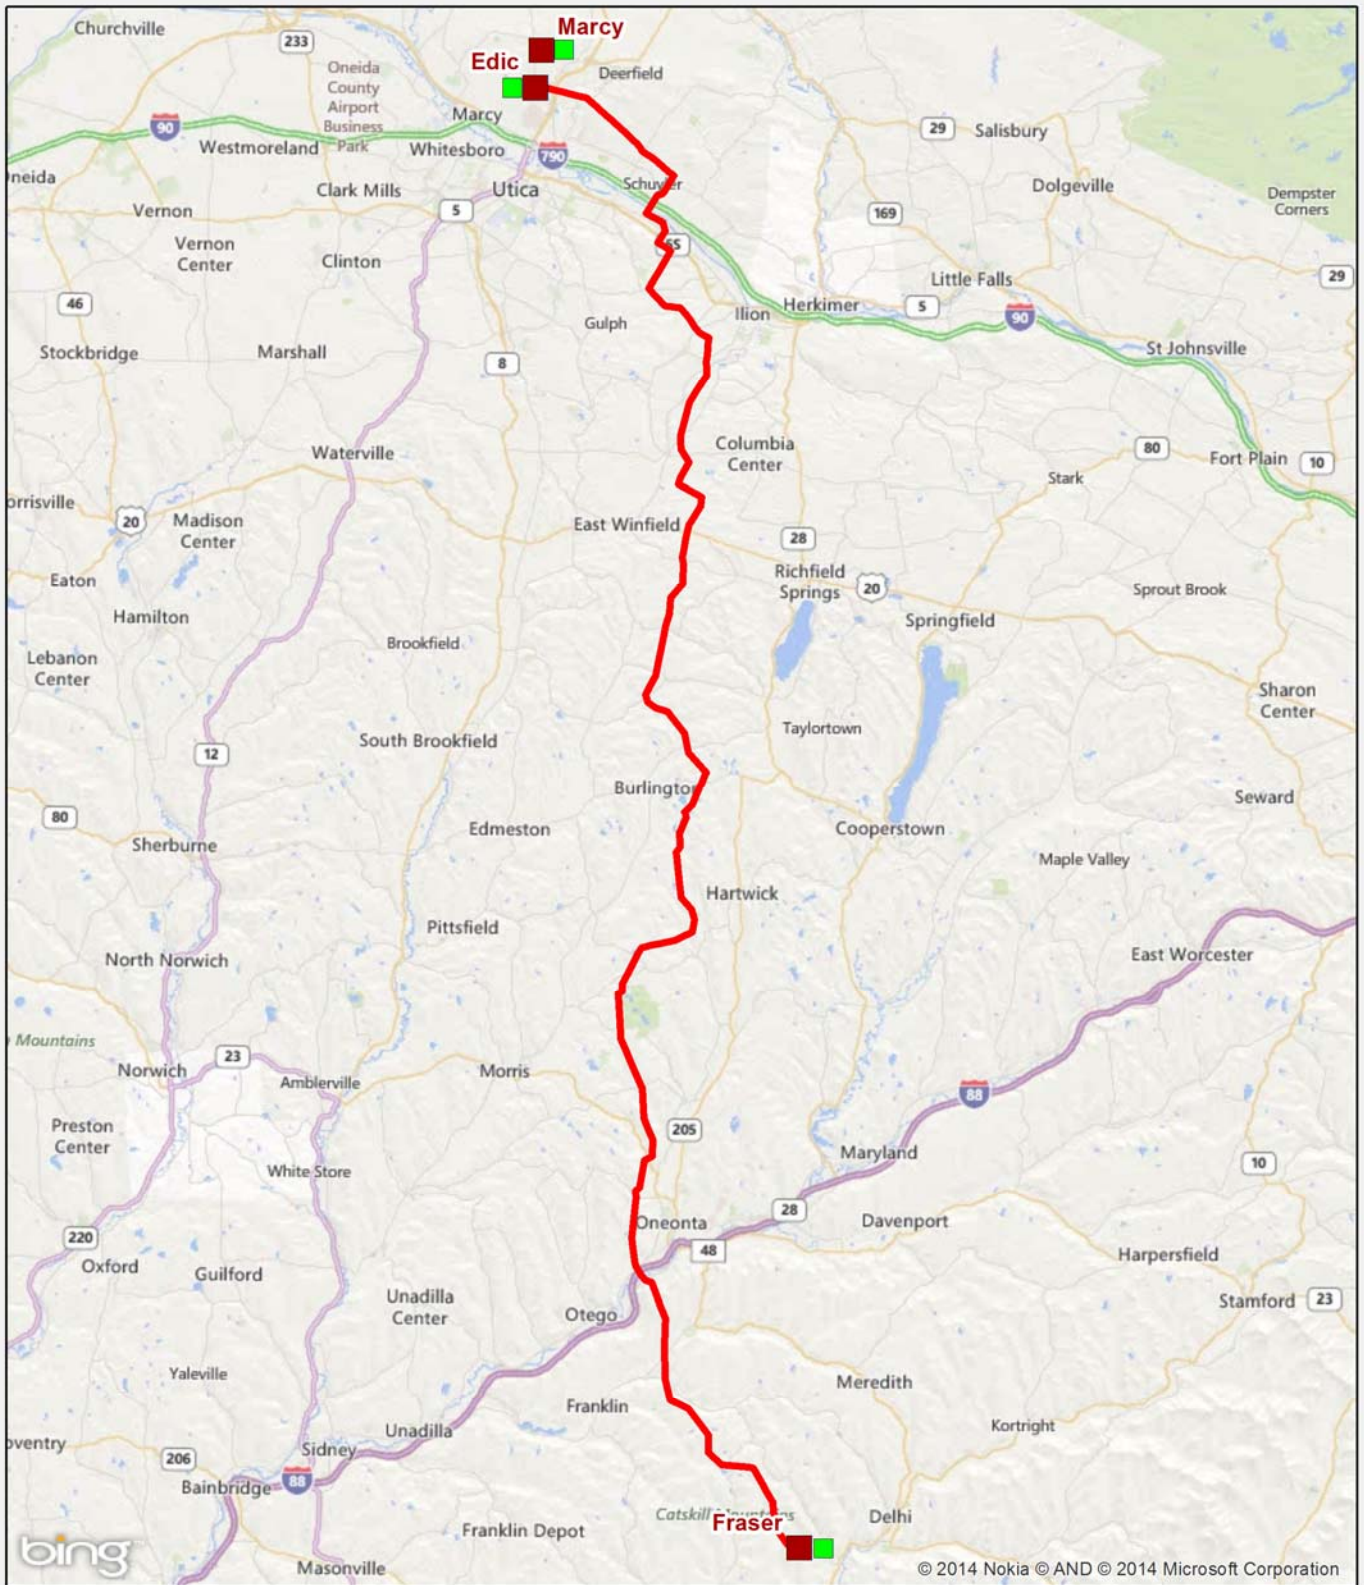 Churchville
233
Marcy
Edic
Oneida
County
Airport
Business
Park
Deerfield
Marcy
90
Westmoreland
Whitesboro
790
29
Salisbury
Oneida
Clark Mills
Utica
Schuyler
Dolgeville
Dempster
Corners
Vernon
5
169
Vernon
Center
Clinton
5S
Little Falls
29
46
Gulph
Ilion
Herkimer
5
90
Stockbridge
Marshall
8
St Johnsville
Waterville
Columbia
Center
80
Fort Plain
10
Stark
orrisville
20
Madison
Center
East Winfield
28
Eaton
Richfield
Springs
20
Sprout Brook
Hamilton
Springfield
Brookfield
Lebanon
Center
Sharon
Center
Taylortown
South Brookfield
12
Burlington
Seward
80
Edmeston
Cooperstown
Sherburne
Maple Valley
Hartwick
Pittsfield
North Norwich
East Worcester
Mountains
23
Norwich
Amblerville
Morris
88
Preston
Center
205
Maryland
White Store
10
28
Oneonta
Davenport
220
48
Oxford
Guilford
Harpersfield
Unadilla
Center
Stamford
23
Otego
Yaleville
Meredith
Franklin
Kortright
Unadilla
oventry
Sidney
206
88
Bainbridge
Catskill Mountains
Fraser
Delhi
Franklin Depot
bing
Masonville
© 2014 Nokia © AND © 2014 Microsoft Corporation